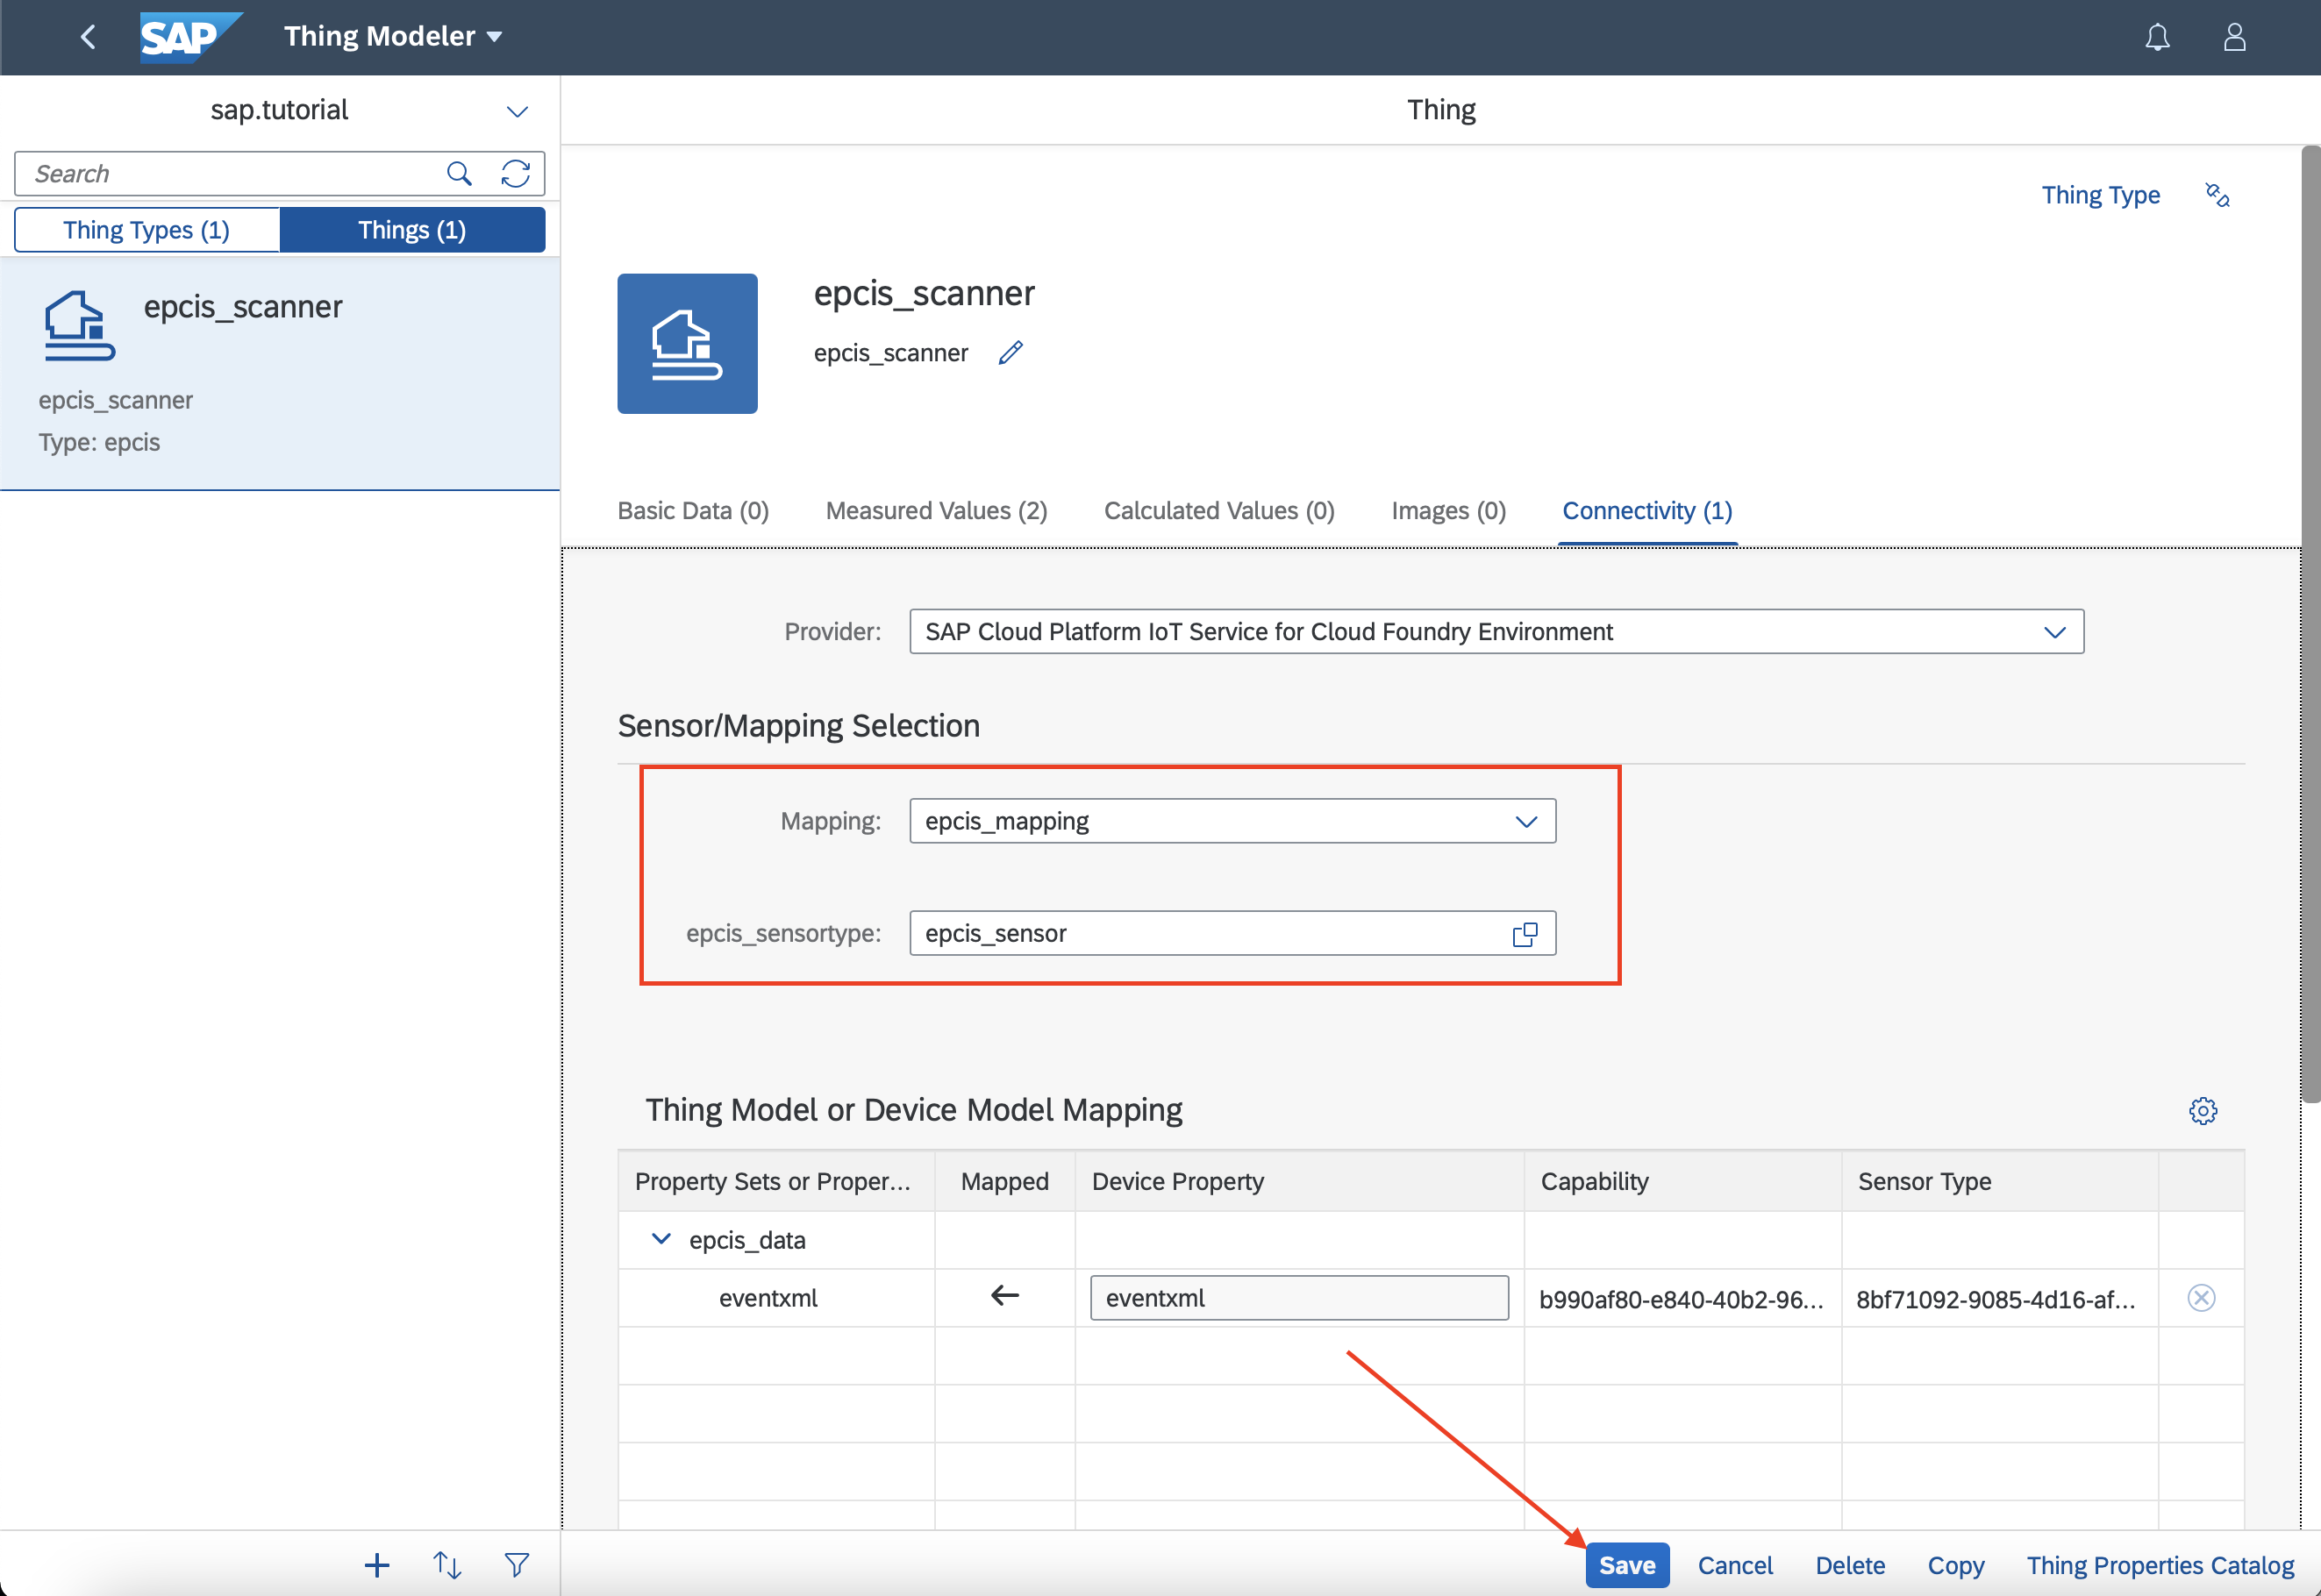 SAP Thing Modeler
sap.tutorial
Search
Thing Types (1) Things (1)
epcis_scanner
epcis_scanner
Type: epcis
Thing
Thing Type
epcis_scanner
epcis_scanner
Basic Data (0) Measured Values (2) Calculated Values (0) Images (0) Connectivity (1)
Provider: SAP Cloud Platform IoT Service for Cloud Foundry Environment
Sensor/Mapping Selection
Mapping: epcis_mapping
epcis_sensortype: epcis_sensor
Thing Model or Device Model Mapping
Property Sets or Proper... Mapped Device Property Capability Sensor Type
epcis_data
eventxml eventxml b990af80-e840-40b2-96... 8bf71092-9085-4d16-af...
Save Cancel Delete Copy Thing Properties Catalog